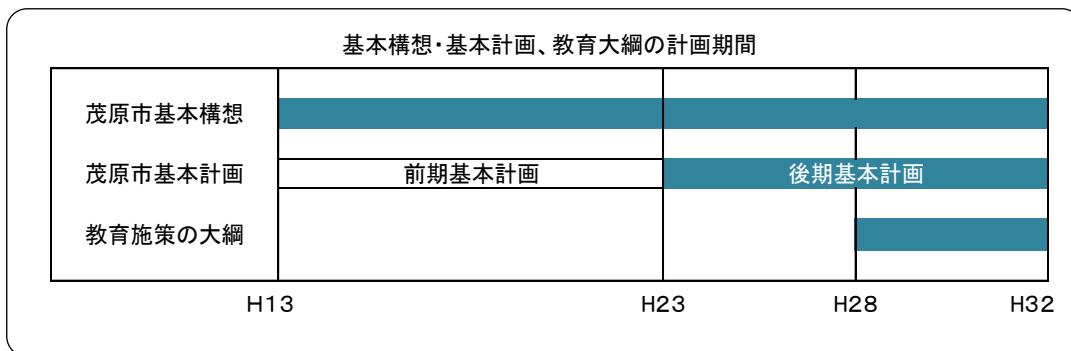 基本構想・基本計画、教育大綱の計画期間
茂原市基本構想
茂原市基本計画
前期基本計画
後期基本計画
教育施策の大綱
H13
H23
H28
H32